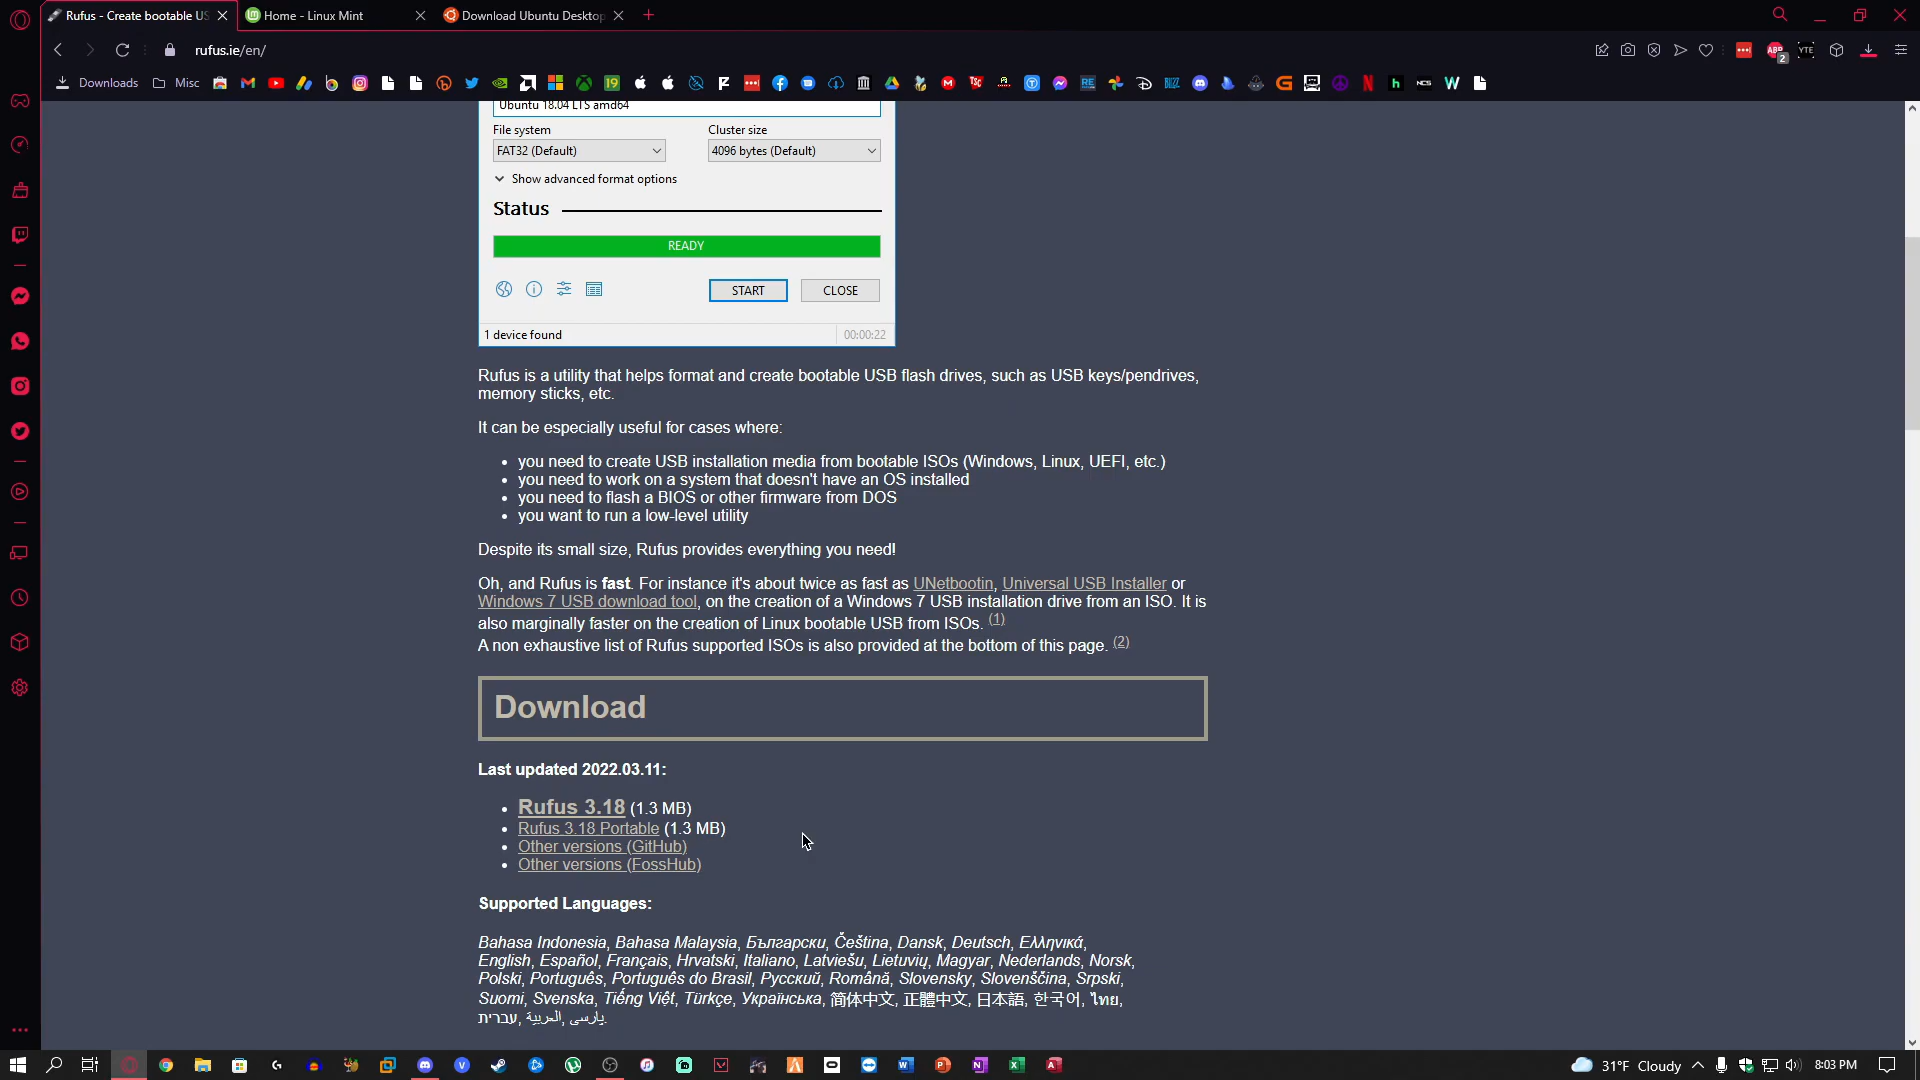 Rufus - Create bootable US
Home - Linux Mint
Download Ubuntu Desktop
rufus.ie/en/
2
Downloads
Misc
Ubuntu 18.04 LTS amd64
File system
Cluster size
FAT32 (Default)
4096 bytes (Default)
Show advanced format options
Status
READY
START
CLOSE
1 device found
00:00:22
Rufus is a utility that helps format and create bootable USB flash drives, such as USB keys/pendrives,
memory sticks, etc.
It can be especially useful for cases where:
you need to create USB installation media from bootable ISOs (Windows, Linux, UEFI, etc.)
you need to work on a system that doesn't have an OS installed
you need to flash a BIOS or other firmware from DOS
you want to run a low-level utility
Despite its small size, Rufus provides everything you need!
Oh, and Rufus is fast. For instance it's about twice as fast as UNetbootin, Universal USB Installer or
Windows 7 USB download tool, on the creation of a Windows 7 USB installation drive from an ISO. It is
also marginally faster on the creation of Linux bootable USB from ISOs. (1)
A non exhaustive list of Rufus supported ISOs is also provided at the bottom of this page. (2)
Download
Last updated 2022.03.11:
Rufus 3.18 (1.3 MB)
Rufus 3.18 Portable (1.3 MB)
Other versions (GitHub)
Other versions (FossHub)
Supported Languages:
Bahasa Indonesia, Bahasa Malaysia, Български, Čeština, Dansk, Deutsch, Ελληνικά,
English, Español, Français, Hrvatski, Italiano, Latviešu, Lietuvių, Magyar, Nederlands, Norsk,
Polski, Português, Português do Brasil, Русский, Română, Slovensky, Slovenščina, Srpski,
Suomi, Svenska, Tiếng Việt, Türkçe, Українська, 简体中文, 正體中文, 日本語, 한국어, ไทย,
עברית, العربية, پارسی.
31°F Cloudy
8:03 PM